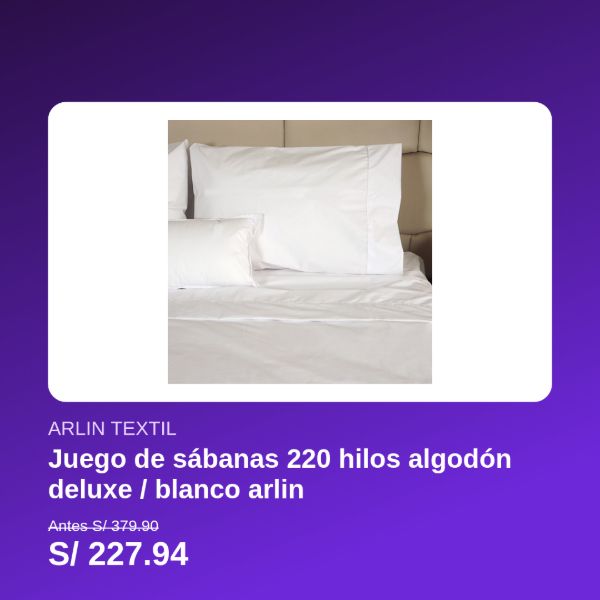 ARLIN TEXTIL
Juego de sábanas 220 hilos algodón
deluxe / blanco arlin
Antes S/ 379.90
S/ 227.94